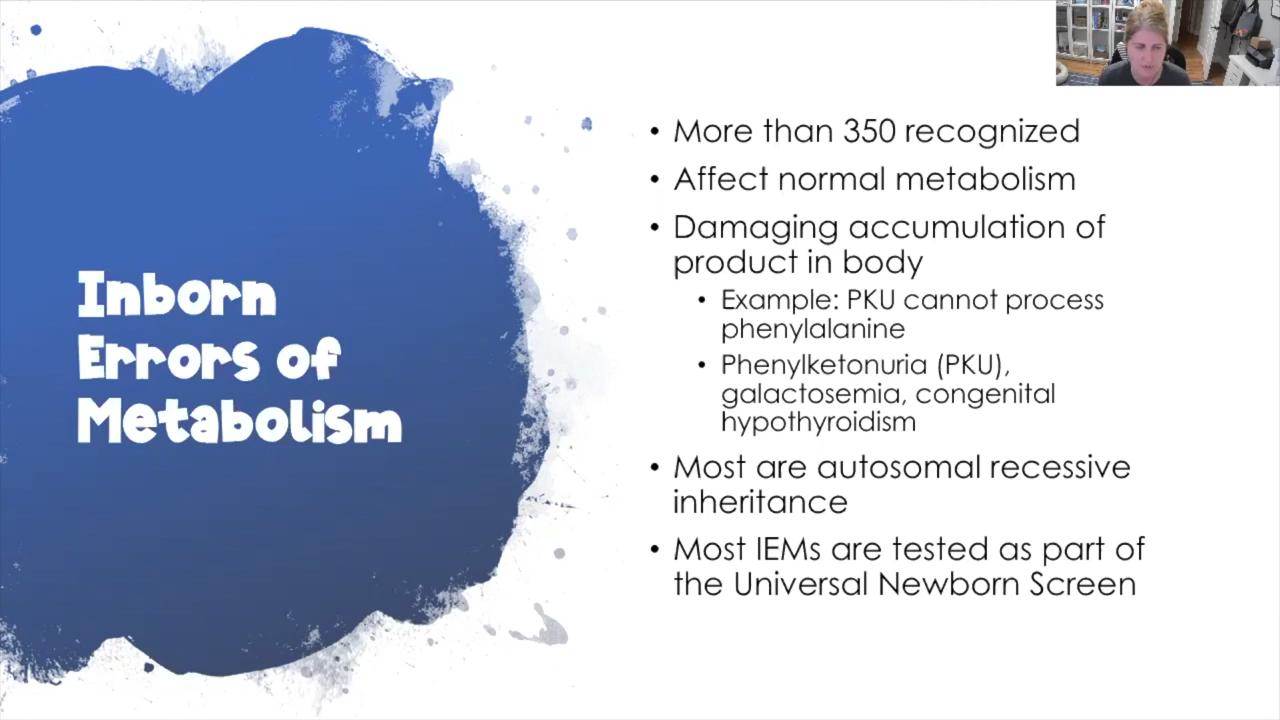 Inborn
Errors of
Metabolism
• More than 350 recognized
• Affect normal metabolism
• Damaging accumulation of
product in body
• Example: PKU cannot process
phenylalanine
• Phenylketonuria (PKU),
galactosemia, congenital
hypothyroidism
• Most are autosomal recessive
inheritance
• Most IEMs are tested as part of
the Universal Newborn Screen